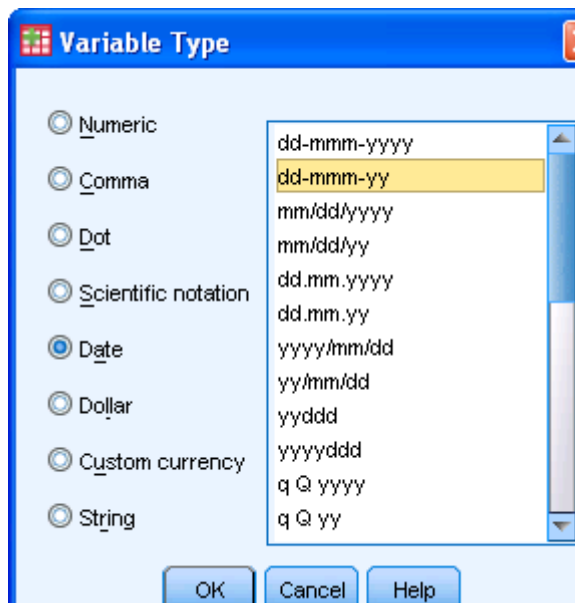 Variable Type
Numeric
Comma
Dot
Scientific notation
Date
Dollar
Custom currency
String
dd-mmm-yyyy
dd-mmm-yy
mm/dd/yyyy
mm/dd/yy
dd.mm.yyyy
dd.mm.yy
yyyy/mm/dd
yy/mm/dd
yyddd
yyyyddd
q Q yyyy
q Q yy
OK Cancel Help